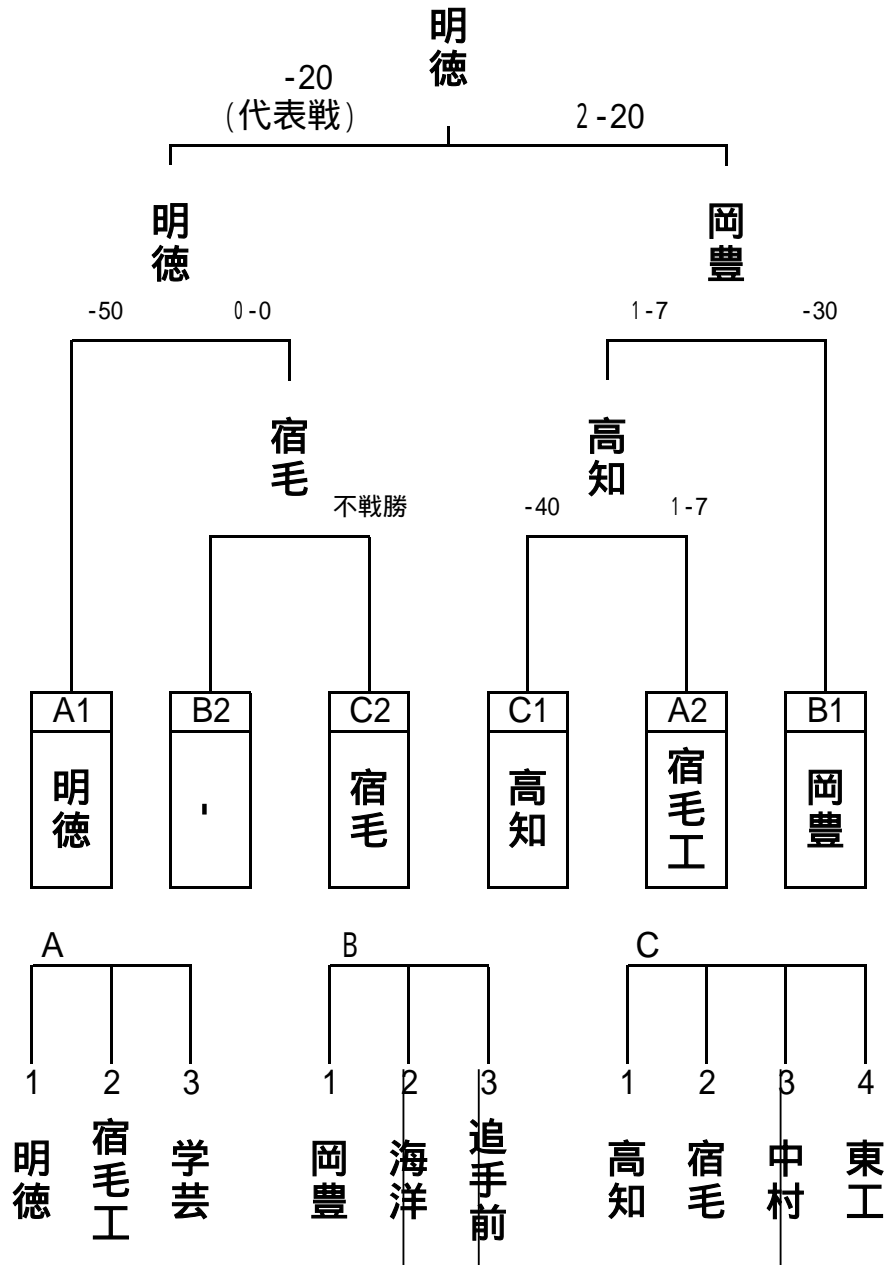 明徳
-20
(代表戦)
2 -20
明徳
岡豊
-50
0 -0
1 -7
-30
宿毛
高知
不戦勝
-40
1 -7
A1
B2
C2
C1
A2
B1
明徳
-
宿毛
高知
宿毛工
岡豊
A
B
C
1
2
3
1
2
3
1
2
3
4
明徳
宿毛工
学芸
岡豊
海洋
追手前
高知
宿毛
中村
東工